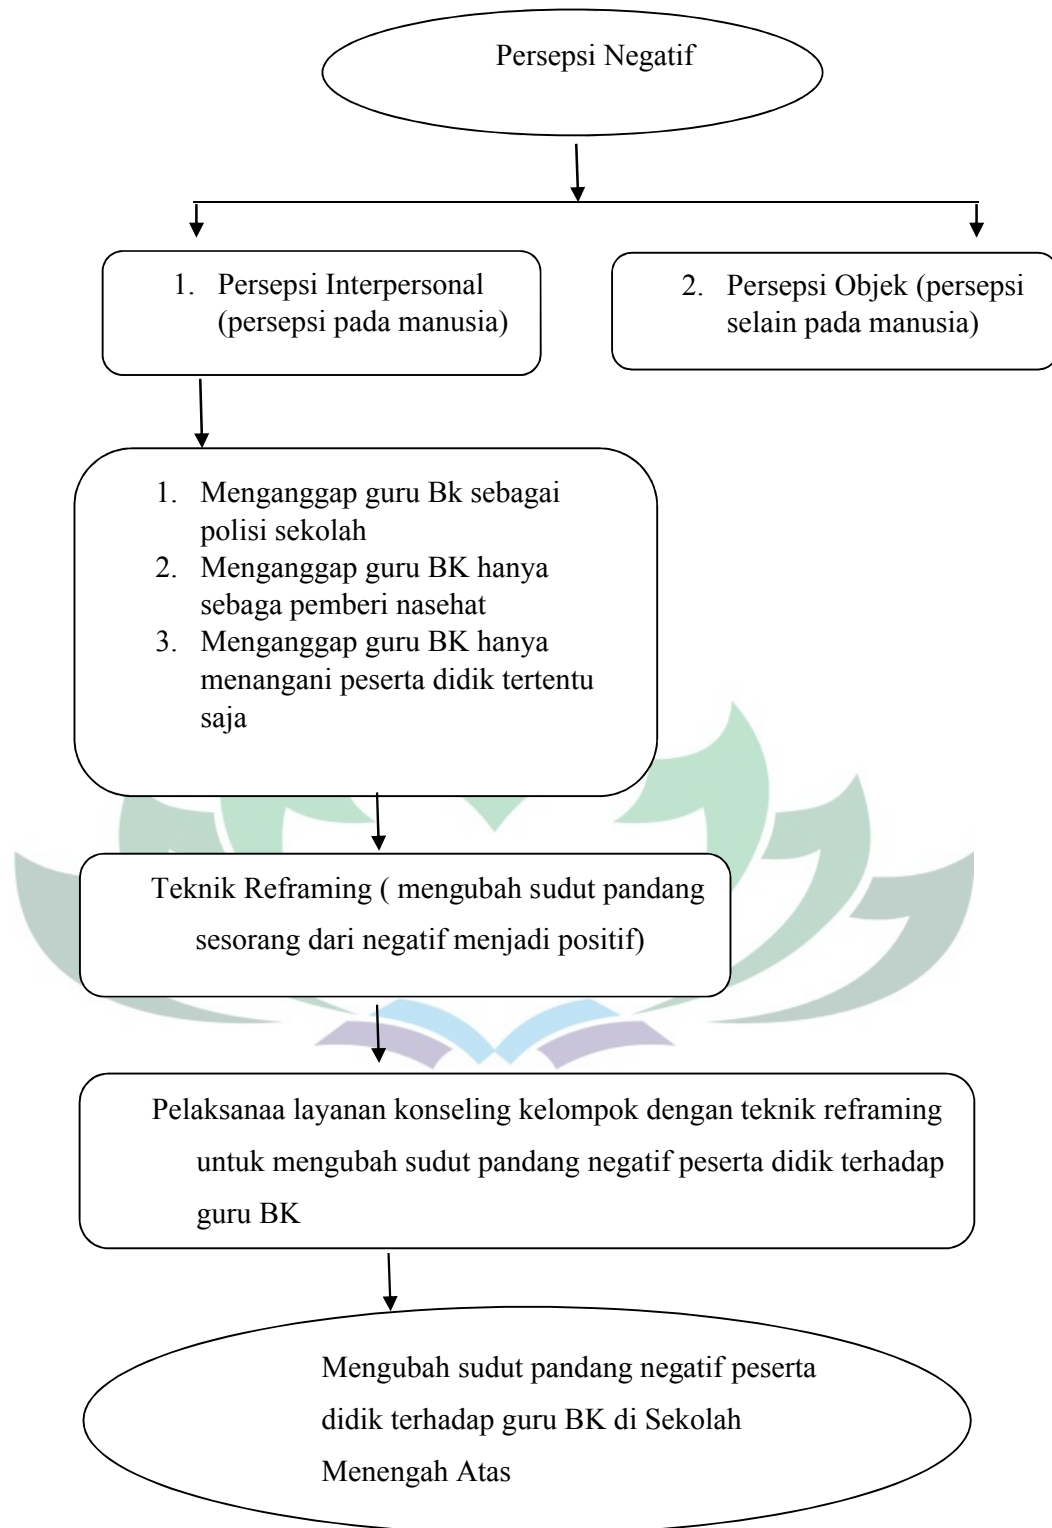 Persepsi Negatif
1. Persepsi Interpersonal
(persepsi pada manusia)
2. Persepsi Objek (persepsi
selain pada manusia)
1. Menganggap guru Bk sebagai
polisi sekolah
2. Menganggap guru BK hanya
sebaga pemberi nasehat
3. Menganggap guru BK hanya
menangani peserta didik tertentu
saja
Teknik Reframing ( mengubah sudut pandang
sesorang dari negatif menjadi positif)
Pelaksanaa layanan konseling kelompok dengan teknik reframing
untuk mengubah sudut pandang negatif peserta didik terhadap
guru BK
Mengubah sudut pandang negatif peserta
didik terhadap guru BK di Sekolah
Menengah Atas